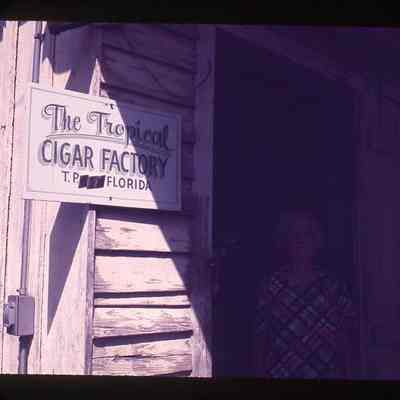 The Tropical
CIGAR FACTORY
T.P. FLORIDA